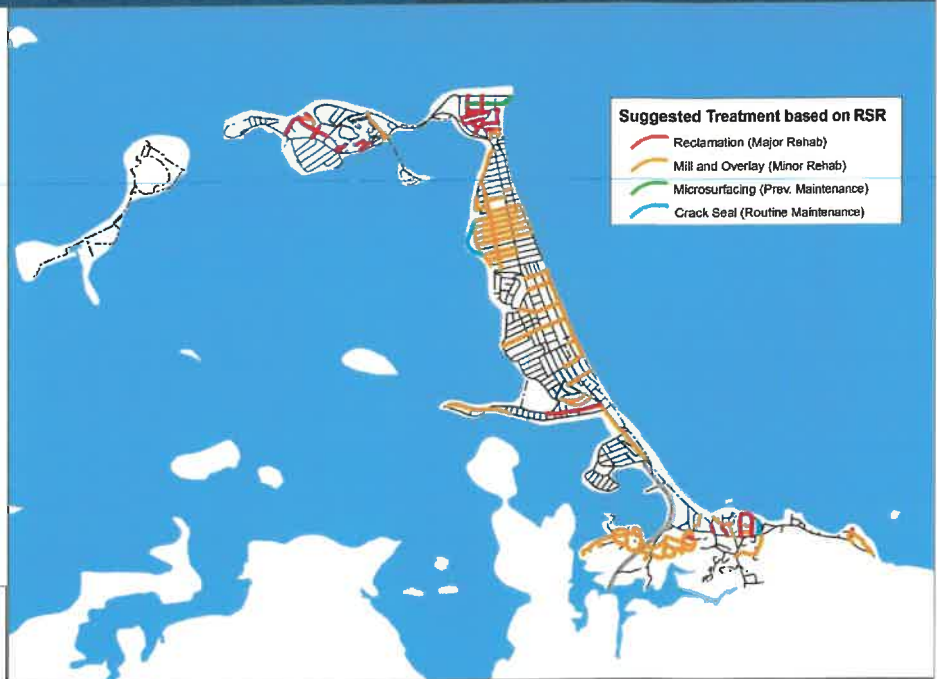 Suggested Treatment based on RSR
Reclamation (Major Rehab)
Mill and Overlay (Minor Rehab)
Microsurfacing (Prev. Maintenance)
Crack Seal (Routine Maintenance)